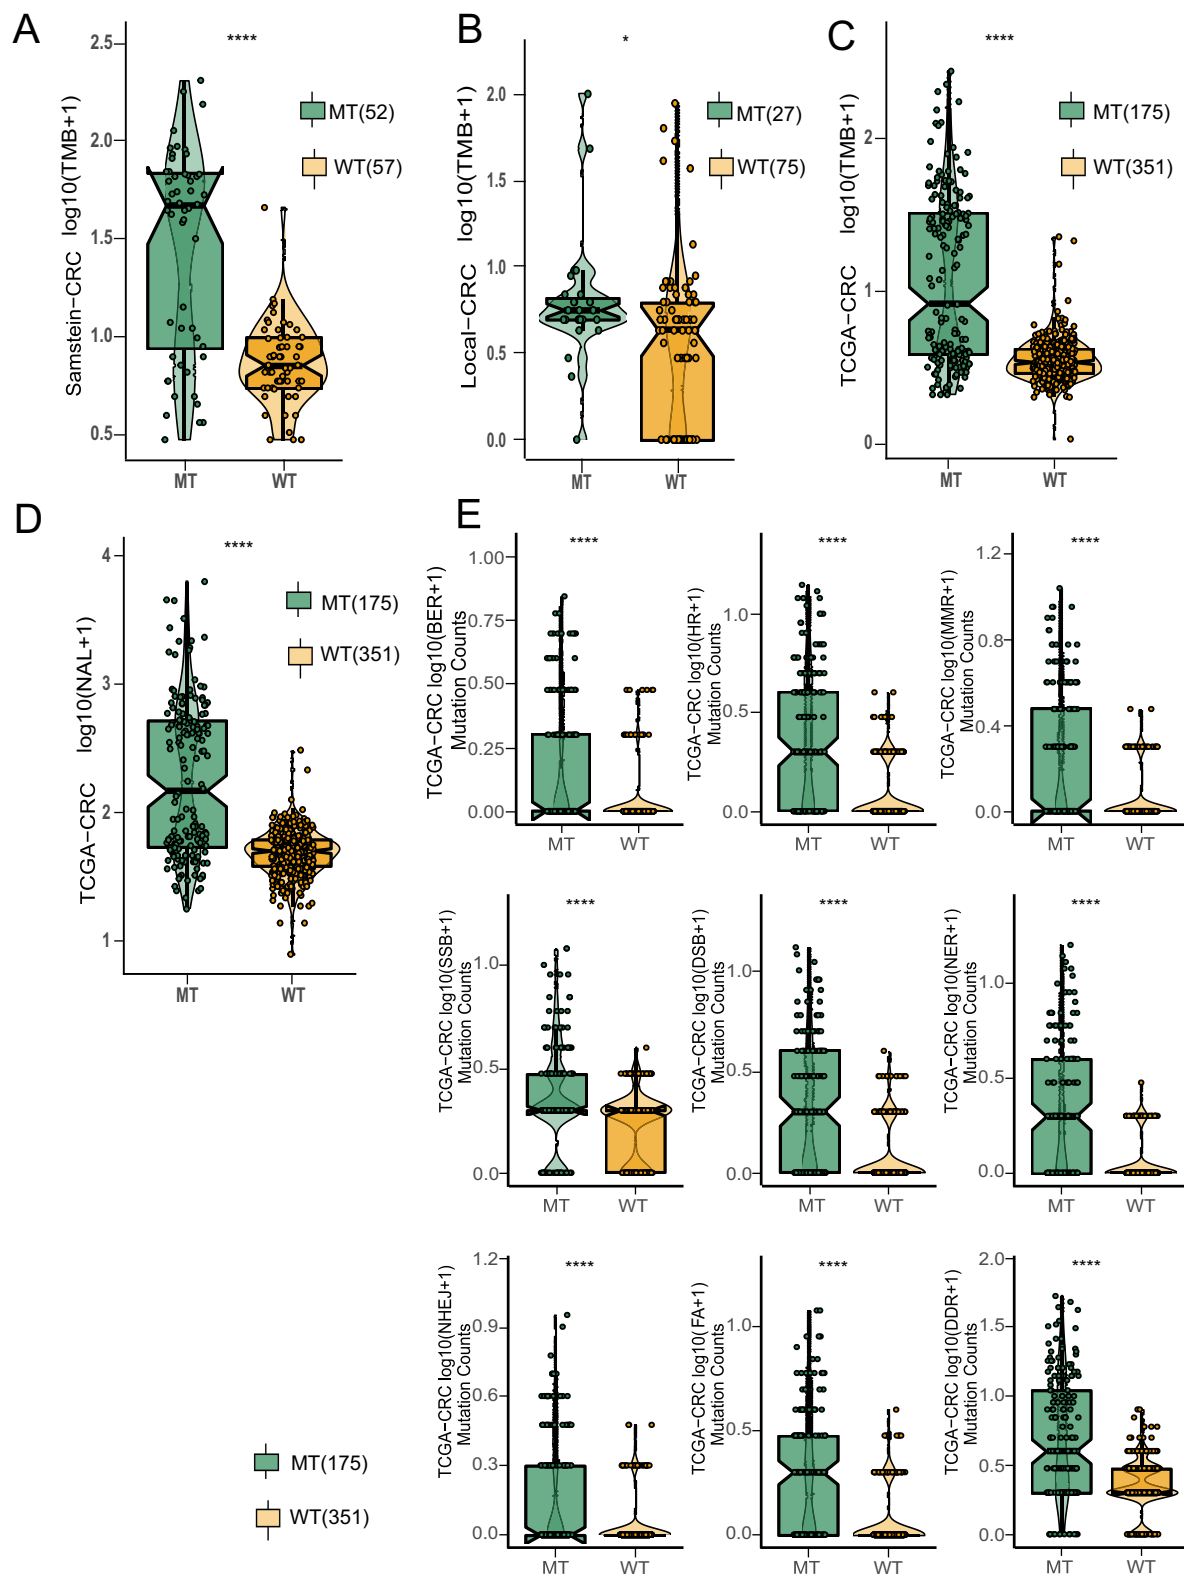 A
Samstein−CRC log10(TMB+1)
2.5
2.0
1.5
1.0
0.5
****
MT(52)
WT(57)
MT
WT
B
Local−CRC log10(TMB+1)
2.0
1.5
1.0
0.5
0.0
*
MT(27)
WT(75)
MT
WT
C
TCGA−CRC log10(TMB+1)
2
1
0
****
MT(175)
WT(351)
MT
WT
D
TCGA−CRC log10(NAL+1)
4
3
2
1
****
MT(175)
WT(351)
MT
WT
E
TCGA−CRC log10(BER+1)
Mutation Counts
1.00
0.75
0.50
0.25
0.00
****
MT
WT
TCGA−CRC log10(HR+1)
Mutation Counts
1.0
0.5
0.0
****
MT
WT
TCGA−CRC log10(MMR+1)
Mutation Counts
1.2
0.8
0.4
0.0
****
MT
WT
TCGA−CRC log10(SSB+1)
Mutation Counts
1.0
0.5
0.0
****
MT
WT
TCGA−CRC log10(DSB+1)
Mutation Counts
1.0
0.5
0.0
****
MT
WT
TCGA−CRC log10(NER+1)
Mutation Counts
1.0
0.5
0.0
****
MT
WT
TCGA−CRC log10(NHEJ+1)
Mutation Counts
1.2
0.9
0.6
0.3
0.0
****
MT
WT
TCGA−CRC log10(FA+1)
Mutation Counts
1.0
0.5
0.0
****
MT
WT
TCGA−CRC log10(DDR+1)
Mutation Counts
2.0
1.5
1.0
0.5
0.0
****
MT
WT
MT(175)
WT(351)